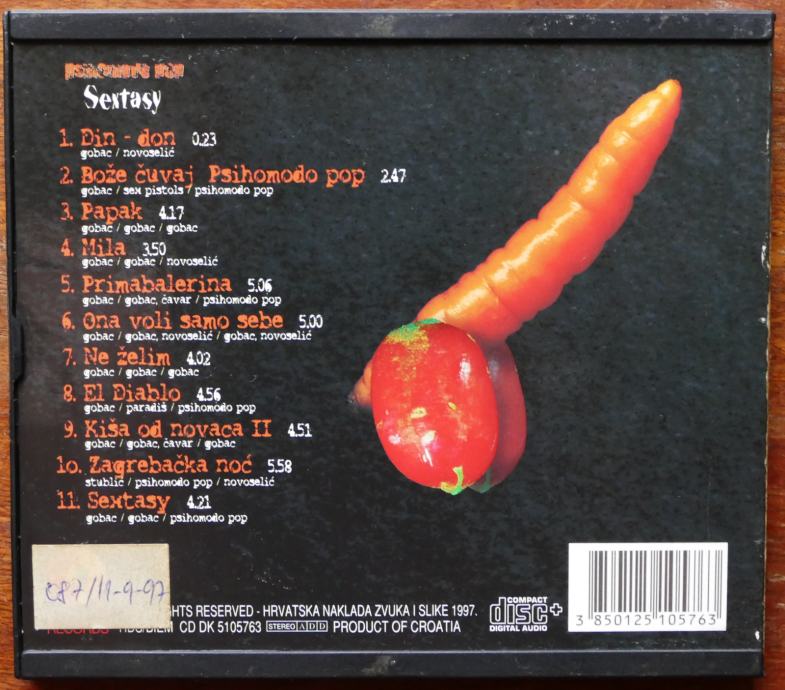 psihomodo pop
Sextasy
1. Din - don 0.23
gobac / novoselić
2. Bože čuvaj Psihomodo pop 2.47
gobac / sex pistols / psihomodo pop
3. Papak 4.17
gobac / gobac / gobac
4. Mila 3.50
gobac / gobac / novoselić
5. Primabalerina 5.06
gobac / gobac, čavar / psihomodo pop
6. Ona voli samo sebe 5.00
gobac / gobac, novoselić / gobac, novoselić
7. Ne želim 4.02
gobac / gobac / gobac
8. El Diablo 4.56
gobac / paradiš / psihomodo pop
9. Kiša od novaca II 4.51
gobac / gobac, čavar / gobac
10. Zagrebačka noć 5.58
stublić / psihomodo pop / novoselić
11. Sextasy 4.21
gobac / gobac / psihomodo pop
C87/11-9-97
HTS RESERVED - HRVATSKA NAKLADA ZVUKA I SLIKE 1997.
RECORDS HDS/BIEM CD DK 5105763 STEREO ADD PRODUCT OF CROATIA
COMPACT disc+ DIGITAL AUDIO
3 850125 105763